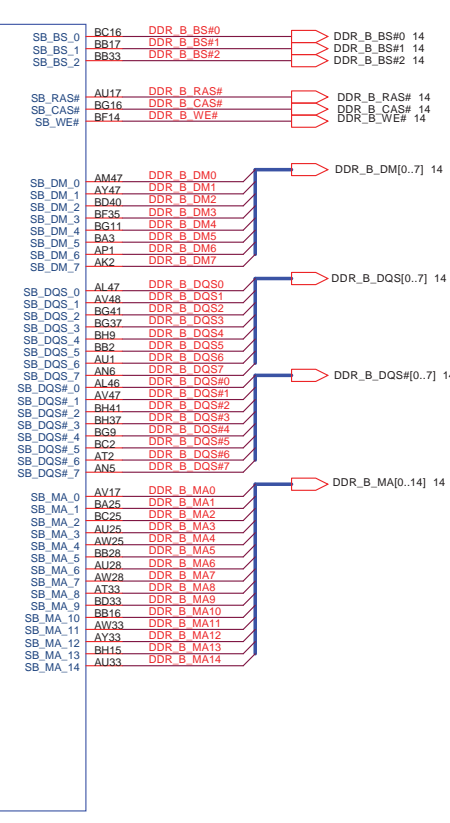 SB_BS_0 BC16 DDR_B_BS#0 DDR_B_BS#0 14
SB_BS_1 BB17 DDR_B_BS#1 DDR_B_BS#1 14
SB_BS_2 BB33 DDR_B_BS#2 DDR_B_BS#2 14
SB_RAS# AU17 DDR_B_RAS# DDR_B_RAS# 14
SB_CAS# BG16 DDR_B_CAS# DDR_B_CAS# 14
SB_WE# BF14 DDR_B_WE# DDR_B_WE# 14
DDR_B_DM[0..7] 14
SB_DM_0 AM47 DDR_B_DM0
SB_DM_1 AY47 DDR_B_DM1
SB_DM_2 BD40 DDR_B_DM2
SB_DM_3 BF35 DDR_B_DM3
SB_DM_4 BG11 DDR_B_DM4
SB_DM_5 BA3 DDR_B_DM5
SB_DM_6 AP1 DDR_B_DM6
SB_DM_7 AK2 DDR_B_DM7
DDR_B_DQS[0..7] 14
SB_DQS_0 AL47 DDR_B_DQS0
SB_DQS_1 AV48 DDR_B_DQS1
SB_DQS_2 BG41 DDR_B_DQS2
SB_DQS_3 BG37 DDR_B_DQS3
SB_DQS_4 BH9 DDR_B_DQS4
SB_DQS_5 BB2 DDR_B_DQS5
SB_DQS_6 AU1 DDR_B_DQS6
SB_DQS_7 AN6 DDR_B_DQS7
DDR_B_DQS#[0..7] 14
SB_DQS#_0 AL46 DDR_B_DQS#0
SB_DQS#_1 AV47 DDR_B_DQS#1
SB_DQS#_2 BH41 DDR_B_DQS#2
SB_DQS#_3 BH37 DDR_B_DQS#3
SB_DQS#_4 BG9 DDR_B_DQS#4
SB_DQS#_5 BC2 DDR_B_DQS#5
SB_DQS#_6 AT2 DDR_B_DQS#6
SB_DQS#_7 AN5 DDR_B_DQS#7
DDR_B_MA[0..14] 14
SB_MA_0 AV17 DDR_B_MA0
SB_MA_1 BA25 DDR_B_MA1
SB_MA_2 BC25 DDR_B_MA2
SB_MA_3 AU25 DDR_B_MA3
SB_MA_4 AW25 DDR_B_MA4
SB_MA_5 BB28 DDR_B_MA5
SB_MA_6 AU28 DDR_B_MA6
SB_MA_7 AW28 DDR_B_MA7
SB_MA_8 AT33 DDR_B_MA8
SB_MA_9 BD33 DDR_B_MA9
SB_MA_10 BB16 DDR_B_MA10
SB_MA_11 AW33 DDR_B_MA11
SB_MA_12 AY33 DDR_B_MA12
SB_MA_13 BH15 DDR_B_MA13
SB_MA_14 AU33 DDR_B_MA14